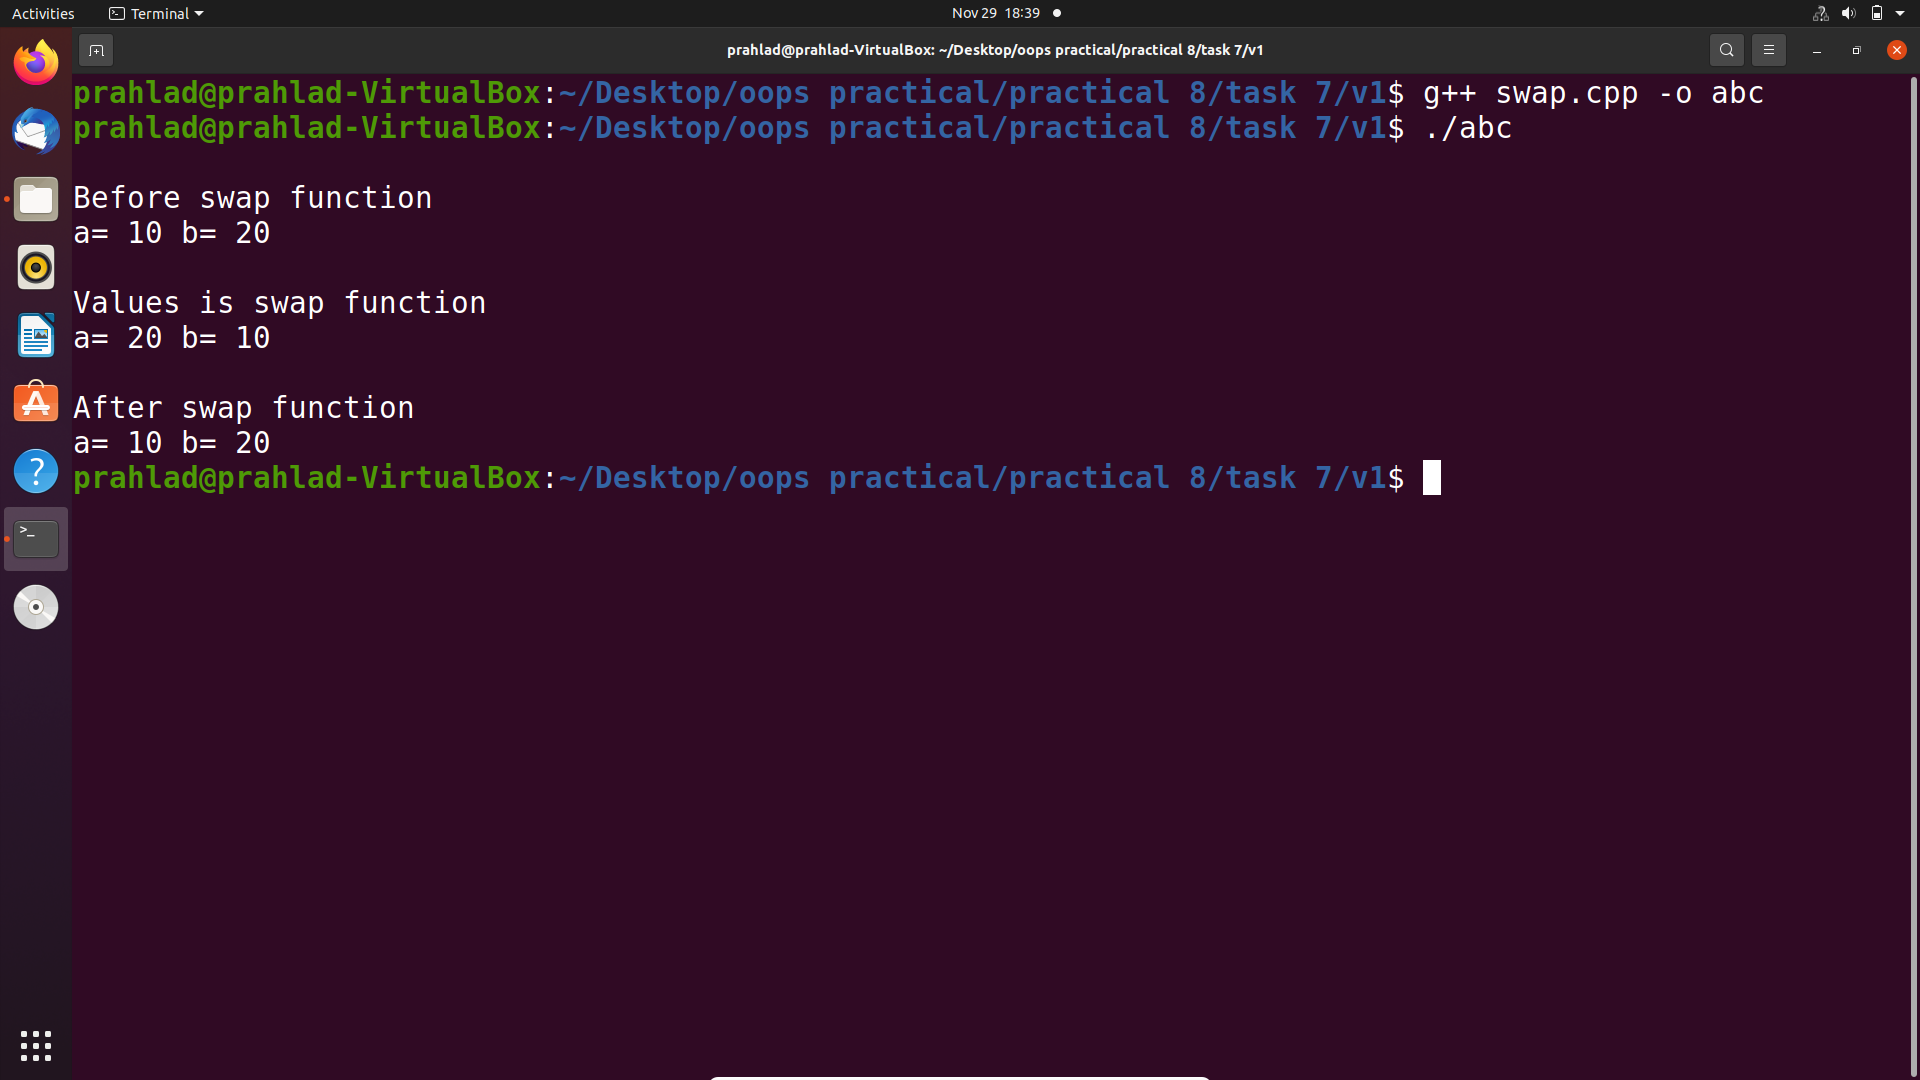 Activities Terminal Nov 29 18:39
prahlad@prahlad-VirtualBox: ~/Desktop/oops practical/practical 8/task 7/v1
prahlad@prahlad-VirtualBox:~/Desktop/oops practical/practical 8/task 7/v1$ g++ swap.cpp -o abc
prahlad@prahlad-VirtualBox:~/Desktop/oops practical/practical 8/task 7/v1$ ./abc
Before swap function
a= 10 b= 20
Values is swap function
a= 20 b= 10
After swap function
a= 10 b= 20
prahlad@prahlad-VirtualBox:~/Desktop/oops practical/practical 8/task 7/v1$